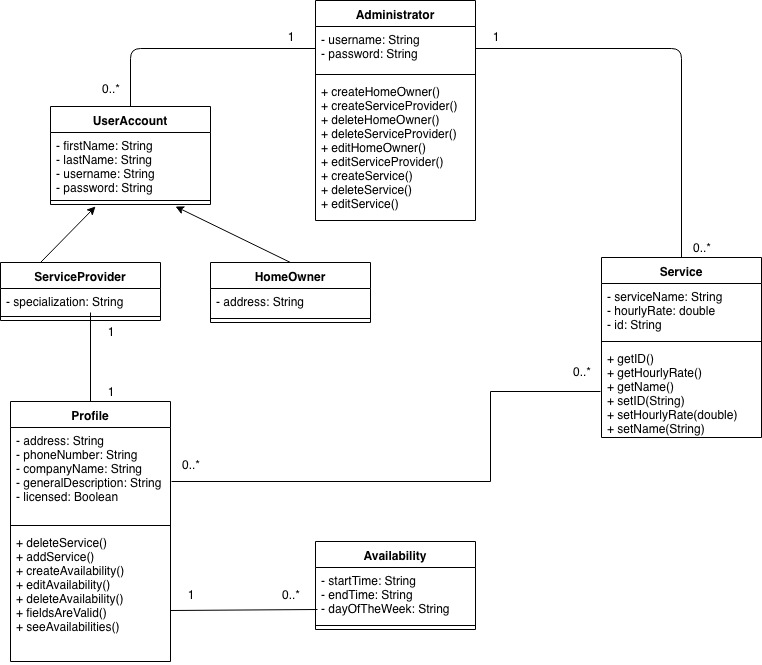 Administrator
- username: String
- password: String
+ createHomeOwner()
+ createServiceProvider()
+ deleteHomeOwner()
+ deleteServiceProvider()
+ editHomeOwner()
+ editServiceProvider()
+ createService()
+ deleteService()
+ editService()
1
1
0..*
0..*
UserAccount
- firstName: String
- lastName: String
- username: String
- password: String
ServiceProvider
- specialization: String
HomeOwner
- address: String
Service
- serviceName: String
- hourlyRate: double
- id: String
+ getID()
+ getHourlyRate()
+ getName()
+ setID(String)
+ setHourlyRate(double)
+ setName(String)
1
1
0..*
0..*
Profile
- address: String
- phoneNumber: String
- companyName: String
- generalDescription: String
- licensed: Boolean
+ deleteService()
+ addService()
+ createAvailability()
+ editAvailability()
+ deleteAvailability()
+ fieldsAreValid()
+ seeAvailabilities()
1
0..*
Availability
- startTime: String
- endTime: String
- dayOfTheWeek: String